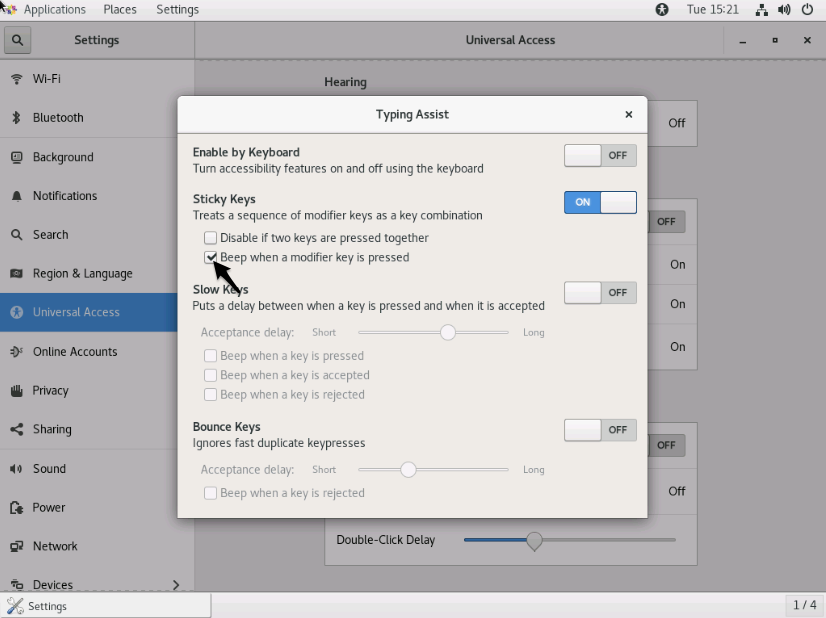 Applications Places Settings Tue 15:21
Settings Universal Access
Wi-Fi
Bluetooth
Background
Notifications
Search
Region & Language
Universal Access
Online Accounts
Privacy
Sharing
Sound
Power
Network
Devices
Hearing
Off
OFF
On
On
On
OFF
Off
Double-Click Delay
Typing Assist
Enable by Keyboard OFF
Turn accessibility features on and off using the keyboard
Sticky Keys ON
Treats a sequence of modifier keys as a key combination
Disable if two keys are pressed together
Beep when a modifier key is pressed
Slow Keys OFF
Puts a delay between when a key is pressed and when it is accepted
Acceptance delay: Short Long
Beep when a key is pressed
Beep when a key is accepted
Beep when a key is rejected
Bounce Keys OFF
Ignores fast duplicate keypresses
Acceptance delay: Short Long
Beep when a key is rejected
Settings 1 / 4